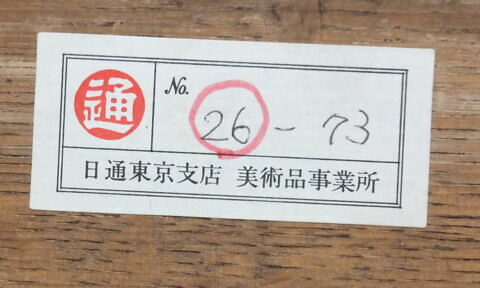 通 No. 26 - 73
日通東京支店 美術品事業所